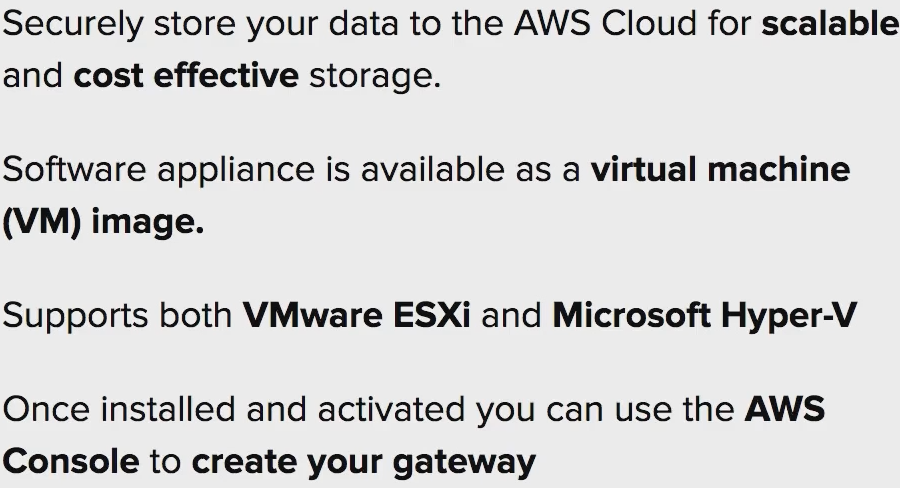 Securely store your data to the AWS Cloud for scalable
and cost effective storage.
Software appliance is available as a virtual machine
(VM) image.
Supports both VMware ESXi and Microsoft Hyper-V
Once installed and activated you can use the AWS
Console to create your gateway